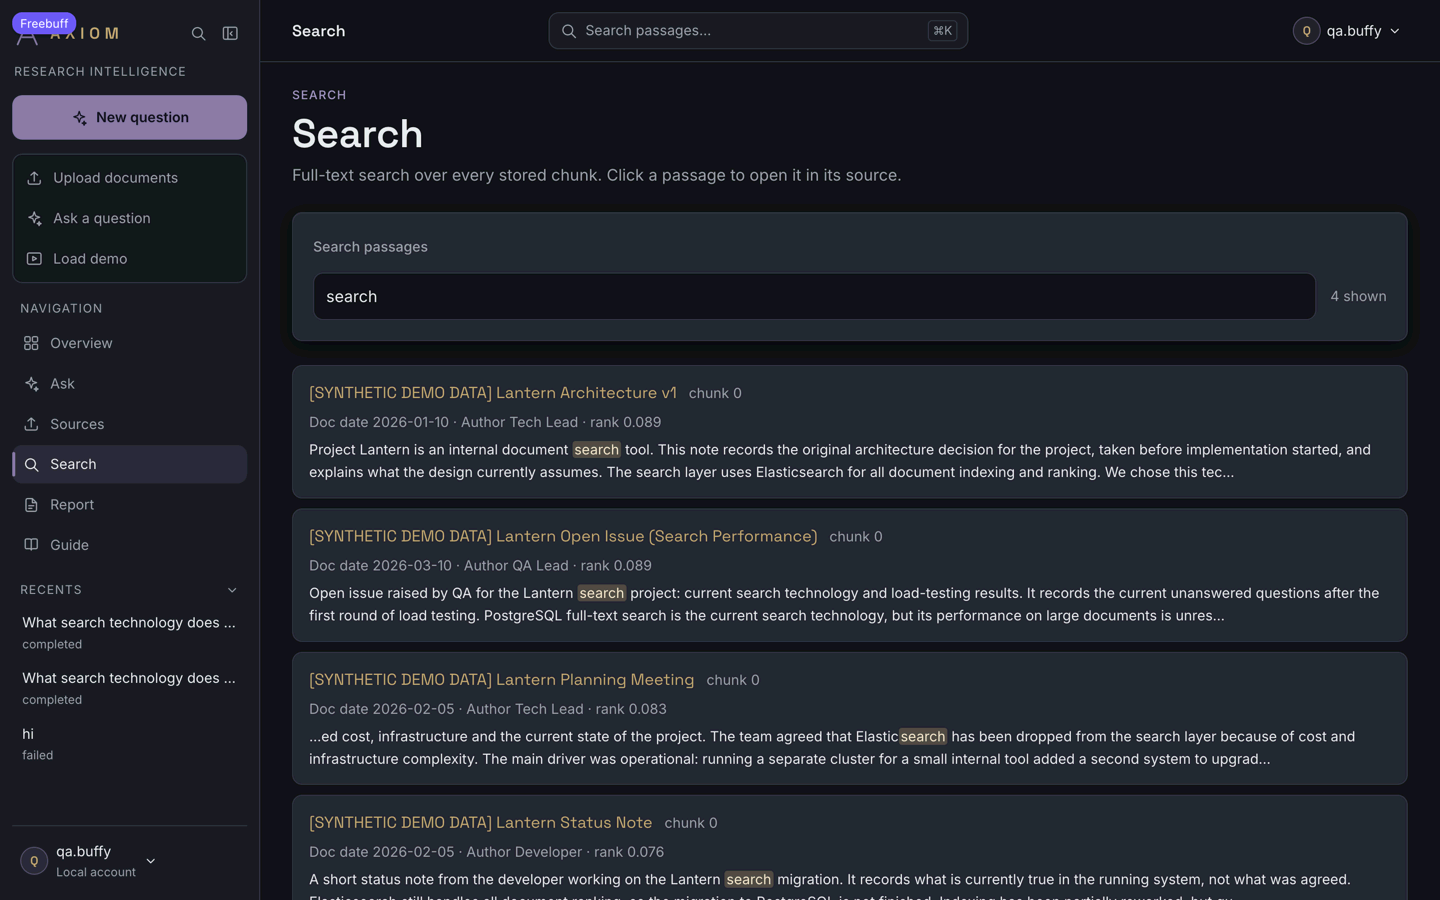 Freebuff
AXIOM
RESEARCH INTELLIGENCE
New question
Upload documents
Ask a question
Load demo
NAVIGATION
Overview
Ask
Sources
Search
Report
Guide
RECENTS
What search technology does ...
completed
What search technology does ...
completed
hi
failed
Q
qa.buffy
Local account
Search
Search passages...
⌘K
Q qa.buffy
SEARCH
Search
Full-text search over every stored chunk. Click a passage to open it in its source.
Search passages
search
4 shown
[SYNTHETIC DEMO DATA] Lantern Architecture v1 chunk 0
Doc date 2026-01-10 · Author Tech Lead · rank 0.089
Project Lantern is an internal document search tool. This note records the original architecture decision for the project, taken before implementation started, and
explains what the design currently assumes. The search layer uses Elasticsearch for all document indexing and ranking. We chose this tec...
[SYNTHETIC DEMO DATA] Lantern Open Issue (Search Performance) chunk 0
Doc date 2026-03-10 · Author QA Lead · rank 0.089
Open issue raised by QA for the Lantern search project: current search technology and load-testing results. It records the current unanswered questions after the
first round of load testing. PostgreSQL full-text search is the current search technology, but its performance on large documents is unres...
[SYNTHETIC DEMO DATA] Lantern Planning Meeting chunk 0
Doc date 2026-02-05 · Author Tech Lead · rank 0.083
...ed cost, infrastructure and the current state of the project. The team agreed that Elasticsearch has been dropped from the search layer because of cost and
infrastructure complexity. The main driver was operational: running a separate cluster for a small internal tool added a second system to upgrad...
[SYNTHETIC DEMO DATA] Lantern Status Note chunk 0
Doc date 2026-02-05 · Author Developer · rank 0.076
A short status note from the developer working on the Lantern search migration. It records what is currently true in the running system, not what was agreed.